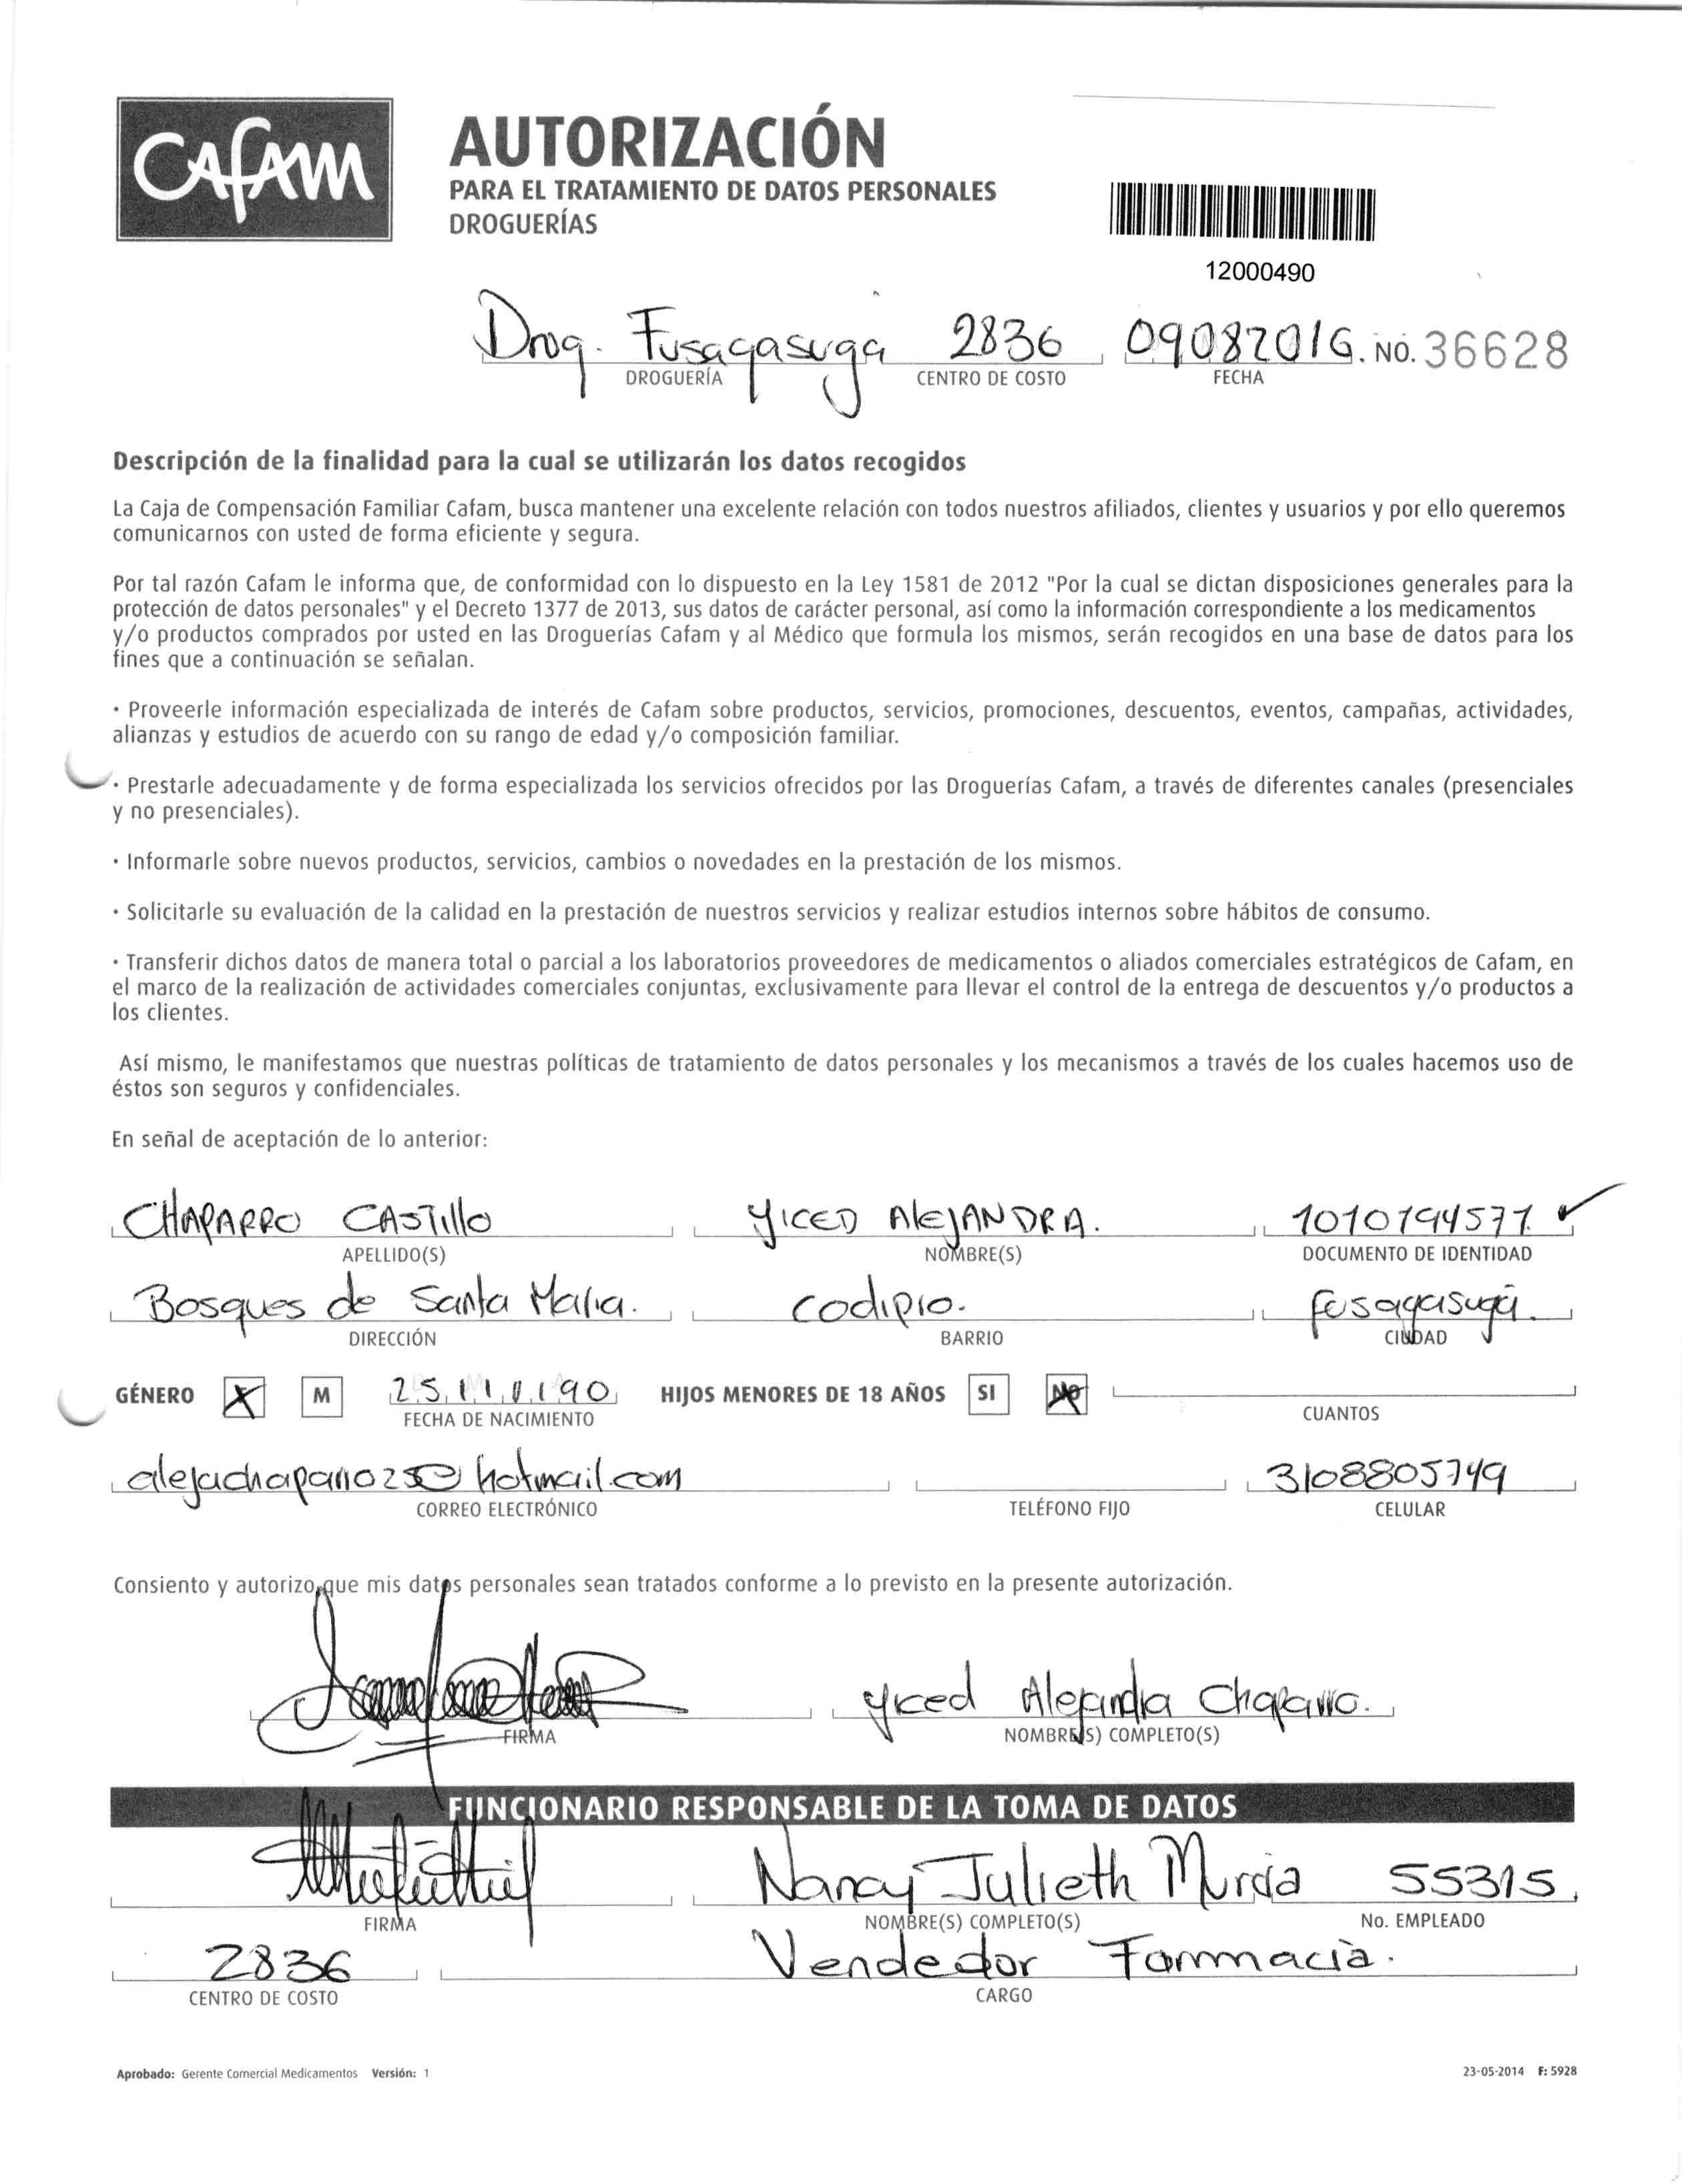 Cafam
AUTORIZACIÓN
PARA EL TRATAMIENTO DE DATOS PERSONALES
DROGUERÍAS
12000490
Drog. Fusagasuga 2836 09082016. No. 36628
DROGUERÍA CENTRO DE COSTO FECHA
Descripción de la finalidad para la cual se utilizarán los datos recogidos
La Caja de Compensación Familiar Cafam, busca mantener una excelente relación con todos nuestros afiliados, clientes y usuarios y por ello queremos
comunicarnos con usted de forma eficiente y segura.
Por tal razón Cafam le informa que, de conformidad con lo dispuesto en la Ley 1581 de 2012 "Por la cual se dictan disposiciones generales para la
protección de datos personales" y el Decreto 1377 de 2013, sus datos de carácter personal, así como la información correspondiente a los medicamentos
y/o productos comprados por usted en las Droguerías Cafam y al Médico que formula los mismos, serán recogidos en una base de datos para los
fines que a continuación se señalan.
· Proveerle información especializada de interés de Cafam sobre productos, servicios, promociones, descuentos, eventos, campañas, actividades,
alianzas y estudios de acuerdo con su rango de edad y/o composición familiar.
· Prestarle adecuadamente y de forma especializada los servicios ofrecidos por las Droguerías Cafam, a través de diferentes canales (presenciales
y no presenciales).
· Informarle sobre nuevos productos, servicios, cambios o novedades en la prestación de los mismos.
· Solicitarle su evaluación de la calidad en la prestación de nuestros servicios y realizar estudios internos sobre hábitos de consumo.
· Transferir dichos datos de manera total o parcial a los laboratorios proveedores de medicamentos o aliados comerciales estratégicos de Cafam, en
el marco de la realización de actividades comerciales conjuntas, exclusivamente para llevar el control de la entrega de descuentos y/o productos a
los clientes.
Así mismo, le manifestamos que nuestras políticas de tratamiento de datos personales y los mecanismos a través de los cuales hacemos uso de
éstos son seguros y confidenciales.
En señal de aceptación de lo anterior:
CHAPARRO CASTILLO YICED ALEJANDRA. 1010194577
APELLIDO(S) NOMBRE(S) DOCUMENTO DE IDENTIDAD
Bosques de Santa Maria. codipio. fusagasuga.
DIRECCIÓN BARRIO CIUDAD
GÉNERO X M 25 11 90 HIJOS MENORES DE 18 AÑOS SI NO
FECHA DE NACIMIENTO CUANTOS
alejachaparro25@hotmail.com 3108805749
CORREO ELECTRÓNICO TELÉFONO FIJO CELULAR
Consiento y autorizo que mis datos personales sean tratados conforme a lo previsto en la presente autorización.
Yiced Alejandra Chaparro.
FIRMA NOMBRE(S) COMPLETO(S)
FUNCIONARIO RESPONSABLE DE LA TOMA DE DATOS
Nancy Julieth Murcia 55315
FIRMA NOMBRE(S) COMPLETO(S) No. EMPLEADO
2836 Vendedor Farmacia.
CENTRO DE COSTO CARGO
Aprobado: Gerente Comercial Medicamentos Versión: 1 23-05-2014 F: 5928